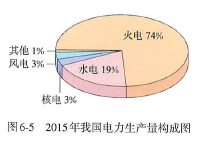 火电 74%
其他 1%
风电 3%
水电 19%
核电 3%
图6-5 2015年我国电力生产量构成图